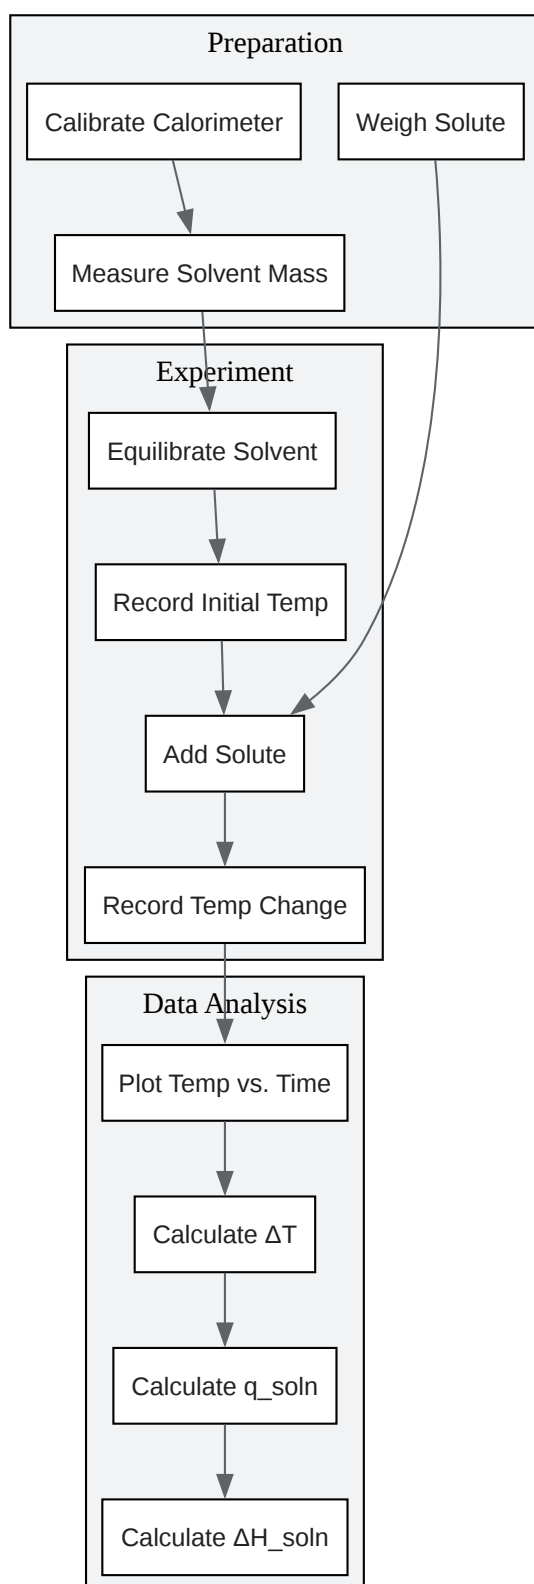 Preparation
Calibrate Calorimeter
Weigh Solute
Measure Solvent Mass
Experiment
Equilibrate Solvent
Record Initial Temp
Add Solute
Record Temp Change
Data Analysis
Plot Temp vs. Time
Calculate ΔT
Calculate q_soln
Calculate ΔH_soln